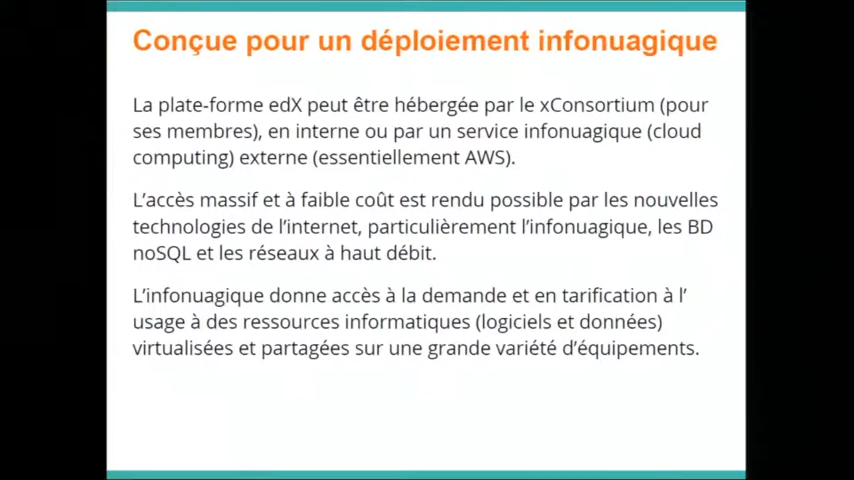 Conçue pour un déploiement infonuagique
La plate-forme edX peut être hébergée par le xConsortium (pour
ses membres), en interne ou par un service infonuagique (cloud
computing) externe (essentiellement AWS).
L’accès massif et à faible coût est rendu possible par les nouvelles
technologies de l’internet, particulièrement l’infonuagique, les BD
noSQL et les réseaux à haut débit.
L’infonuagique donne accès à la demande et en tarification à l’
usage à des ressources informatiques (logiciels et données)
virtualisées et partagées sur une grande variété d’équipements.